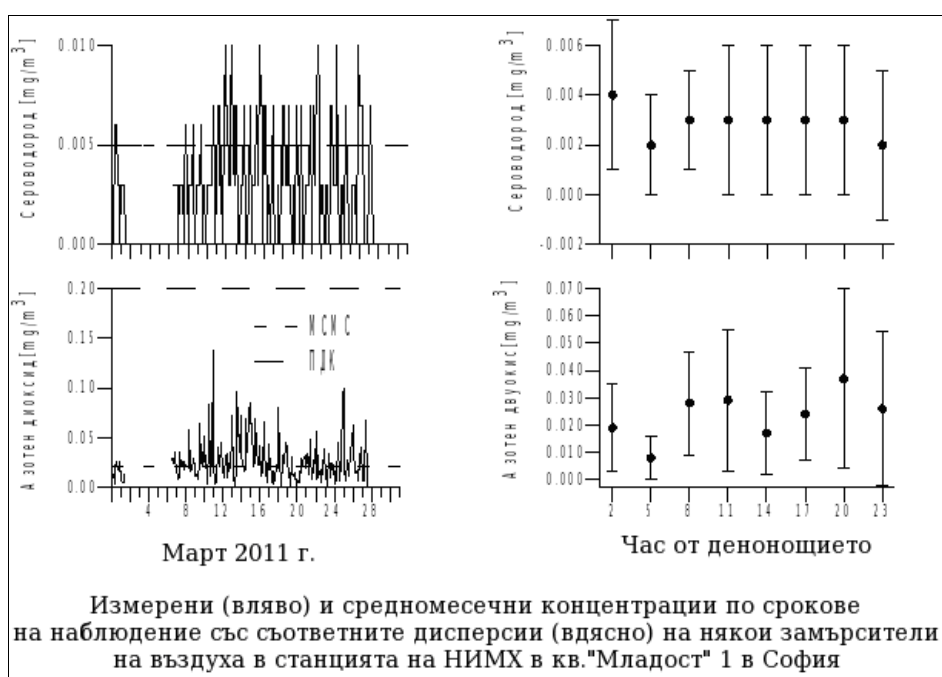 Сероводород [mg/m³]
0.010
0.005
0.000
Сероводород [mg/m³]
0.006
0.004
0.002
0.000
-0.002
Азотен диоксид[mg/m³]
0.20
0.15
0.10
0.05
0.00
МСМС
ПДК
4 8 12 16 20 24 28
Март 2011 г.
Азотен двуокис[mg/m³]
0.070
0.060
0.050
0.040
0.030
0.020
0.010
0.000
2 5 8 11 14 17 20 23
Час от денонощието
Измерени (вляво) и средномесечни концентрации по срокове
на наблюдение със съответните дисперсии (вдясно) на някои замърсители
на въздуха в станцията на НИМХ в кв."Младост" 1 в София